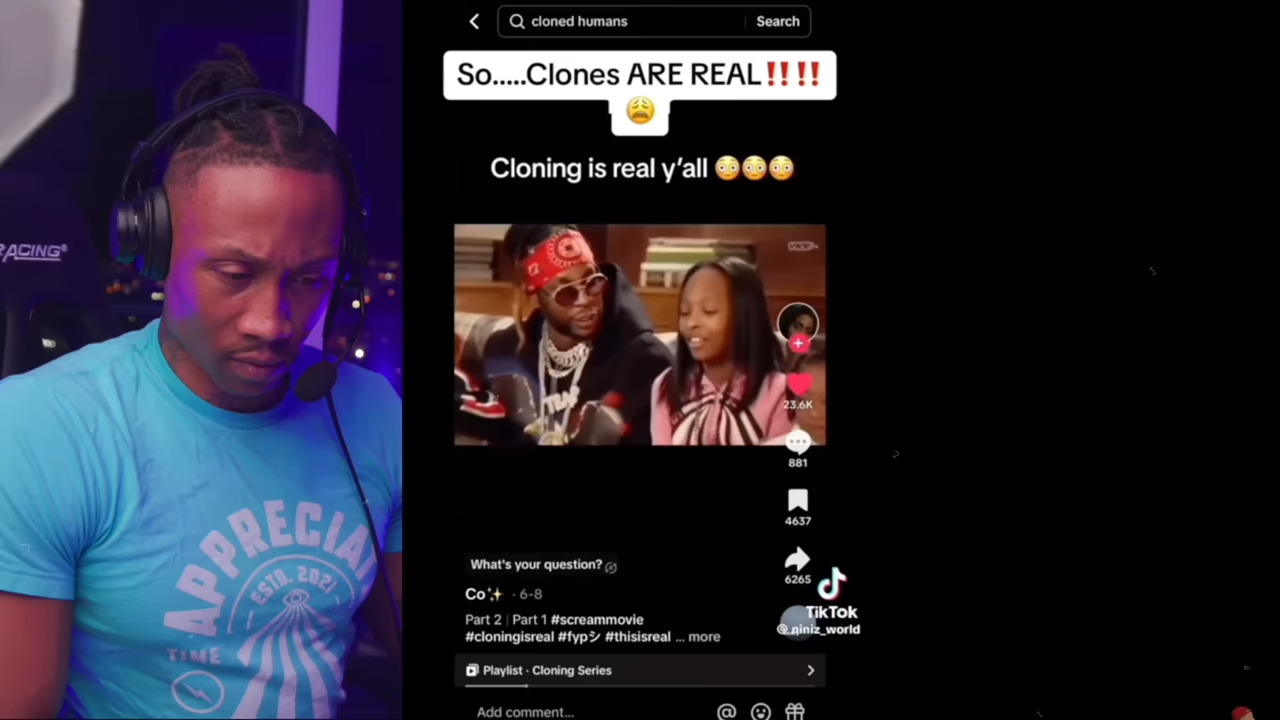 RACING®
APPRECIA
ESTD. 2021
TIME
cloned humans
Search
So.....Clones ARE REAL‼️‼️
😩
Cloning is real y’all 😳😳😳
23.6K
881
4637
6265
What's your question?
Co✨ · 6-8
Part 2 | Part 1 #screammovie
#cloningisreal #fypシ #thisisreal ... more
TikTok
Playlist · Cloning Series
Add comment...